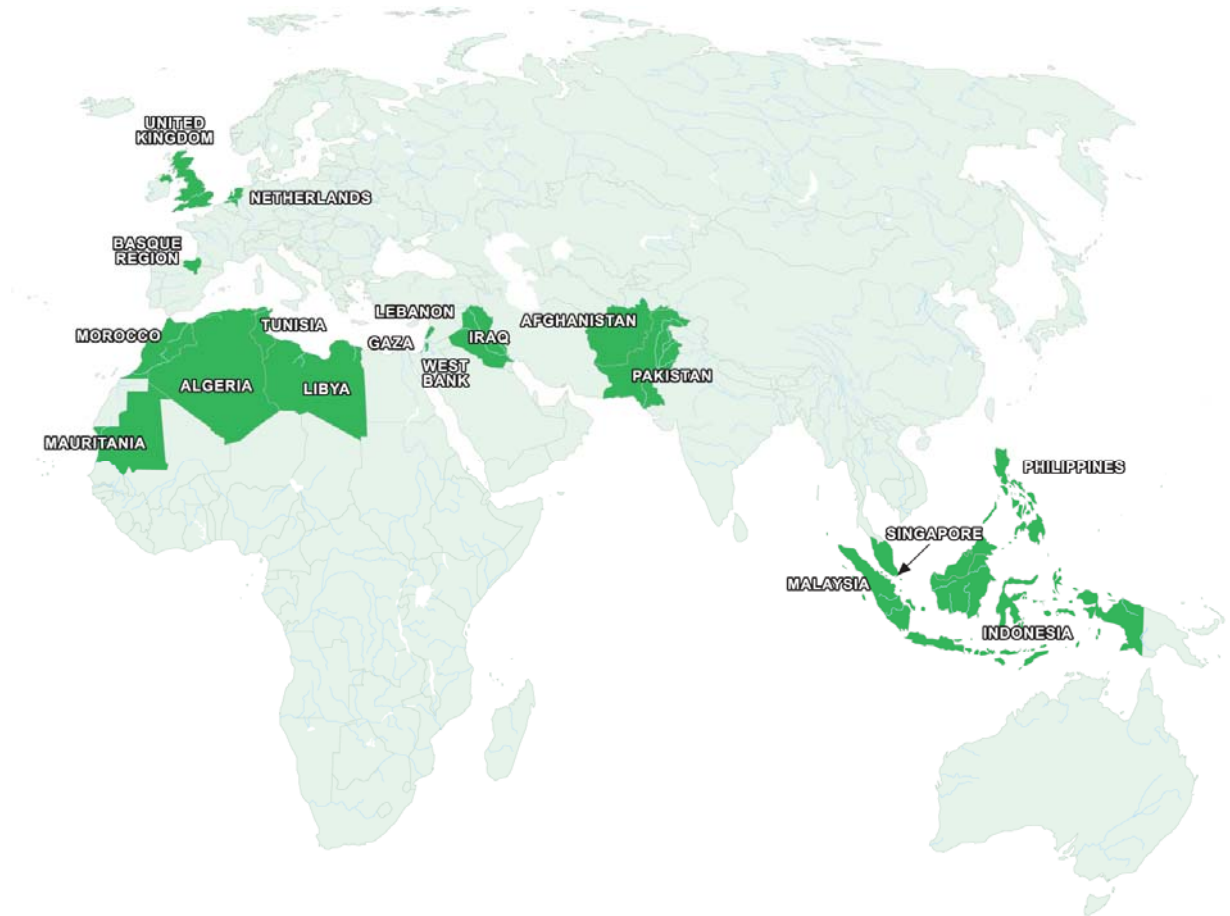 UNITED
KINGDOM
NETHERLANDS
BASQUE
REGION
MOROCCO
TUNISIA
LEBANON
GAZA
IRAQ
AFGHANISTAN
WEST
BANK
PAKISTAN
ALGERIA
LIBYA
MAURITANIA
PHILIPPINES
SINGAPORE
MALAYSIA
INDONESIA